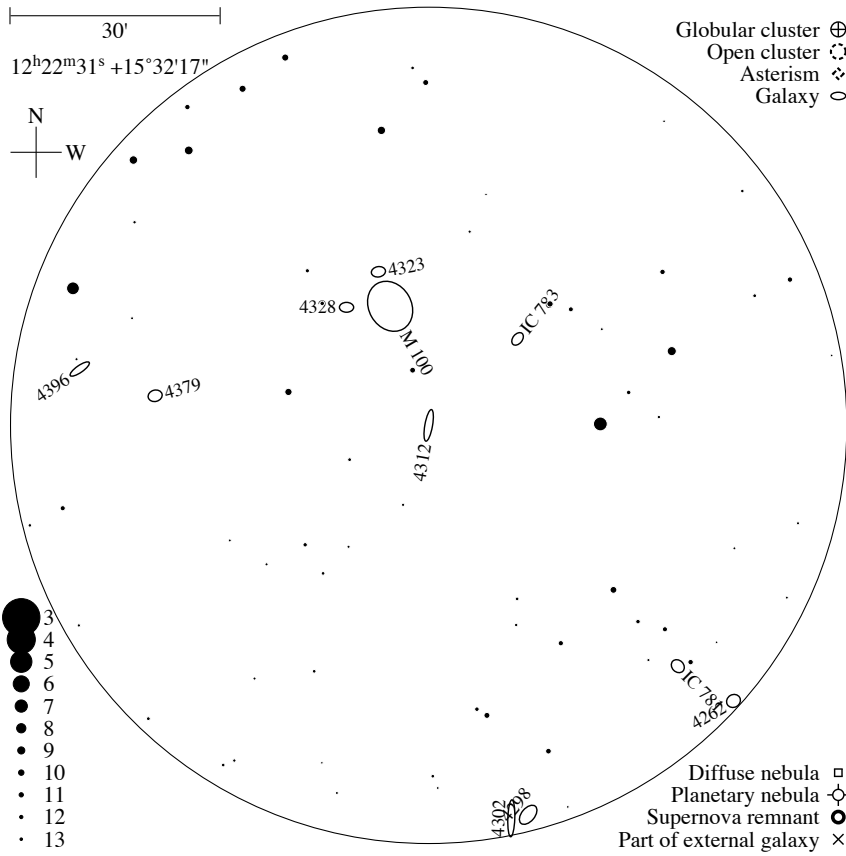 30'
12h22m31s +15°32'17"
N
W
Globular cluster
Open cluster
Asterism
Galaxy
4323
4328
M 100
IC 783
4396
4379
4312
3
4
5
6
7
8
9
10
11
12
13
4262
4302
4298
Diffuse nebula
Planetary nebula
Supernova remnant
Part of external galaxy